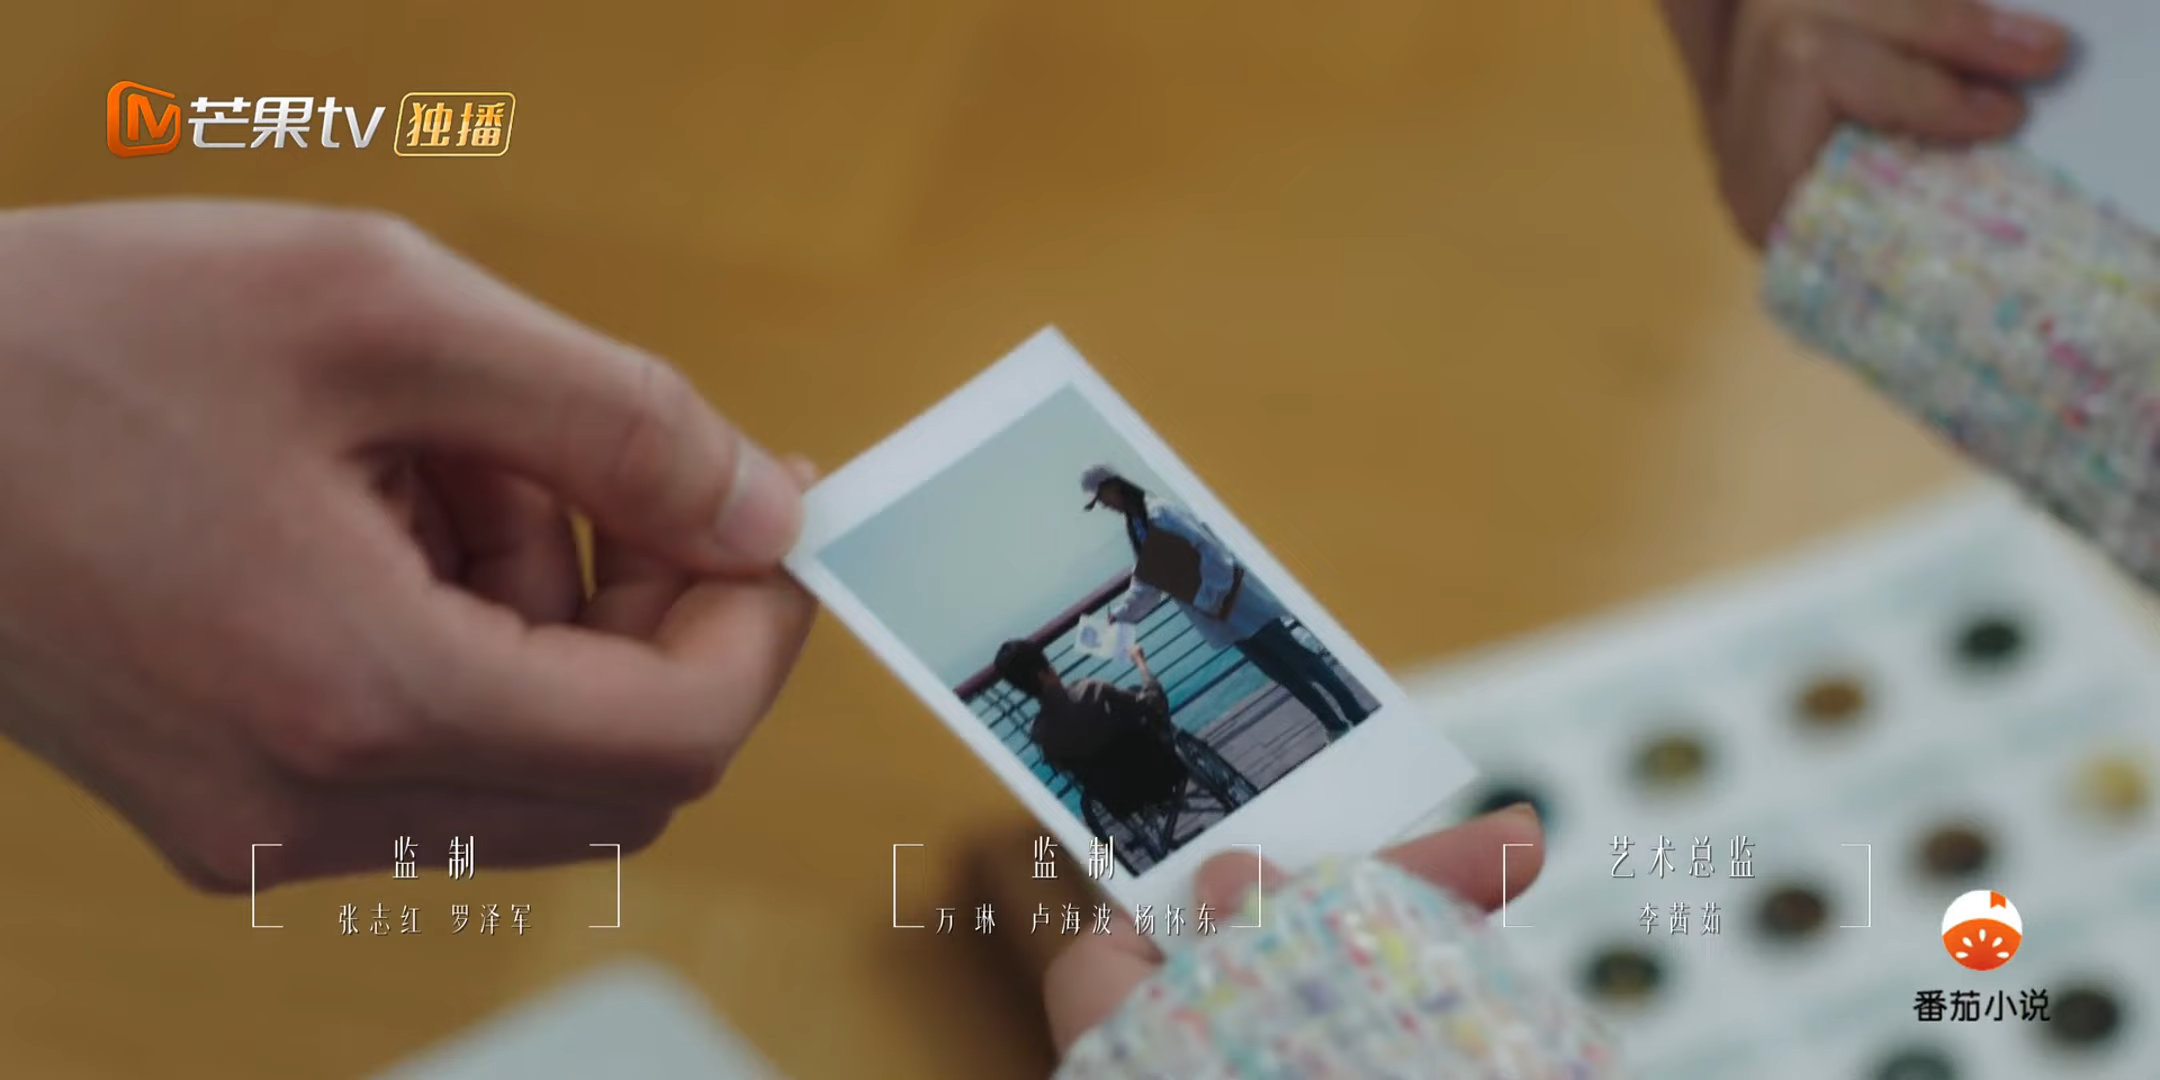 芒果tv 独播
监制
张志红 罗泽军
监制
万琳 卢海波 杨怀东
艺术总监
李茜茹
番茄小说